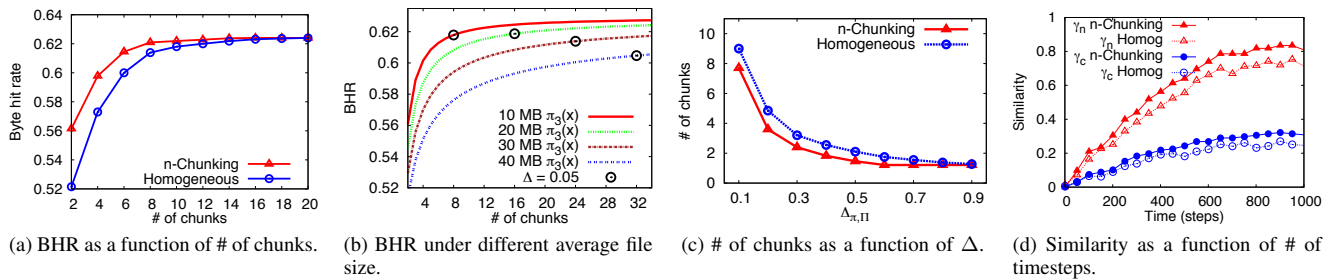 0.64
0.62
0.60
0.58
0.56
0.54
0.52
Byte hit rate
n-Chunking
Homogeneous
2 4 6 8 10 12 14 16 18 20
# of chunks
(a) BHR as a function of # of chunks.
0.62
0.60
0.58
0.56
0.54
0.52
BHR
10 MB π3(x)
20 MB π3(x)
30 MB π3(x)
40 MB π3(x)
Δ = 0.05
4 8 12 16 20 24 28 32
# of chunks
(b) BHR under different average file
size.
10
8
6
4
2
0
# of chunks
n-Chunking
Homogeneous
0.1 0.3 0.5 0.7 0.9
Δπ,Π
(c) # of chunks as a function of Δ.
1
0.8
0.6
0.4
0.2
0
Similarity
γn n-Chunking
γn Homog
γc n-Chunking
γc Homog
0 200 400 600 800 1000
Time (steps)
(d) Similarity as a function of # of
timesteps.